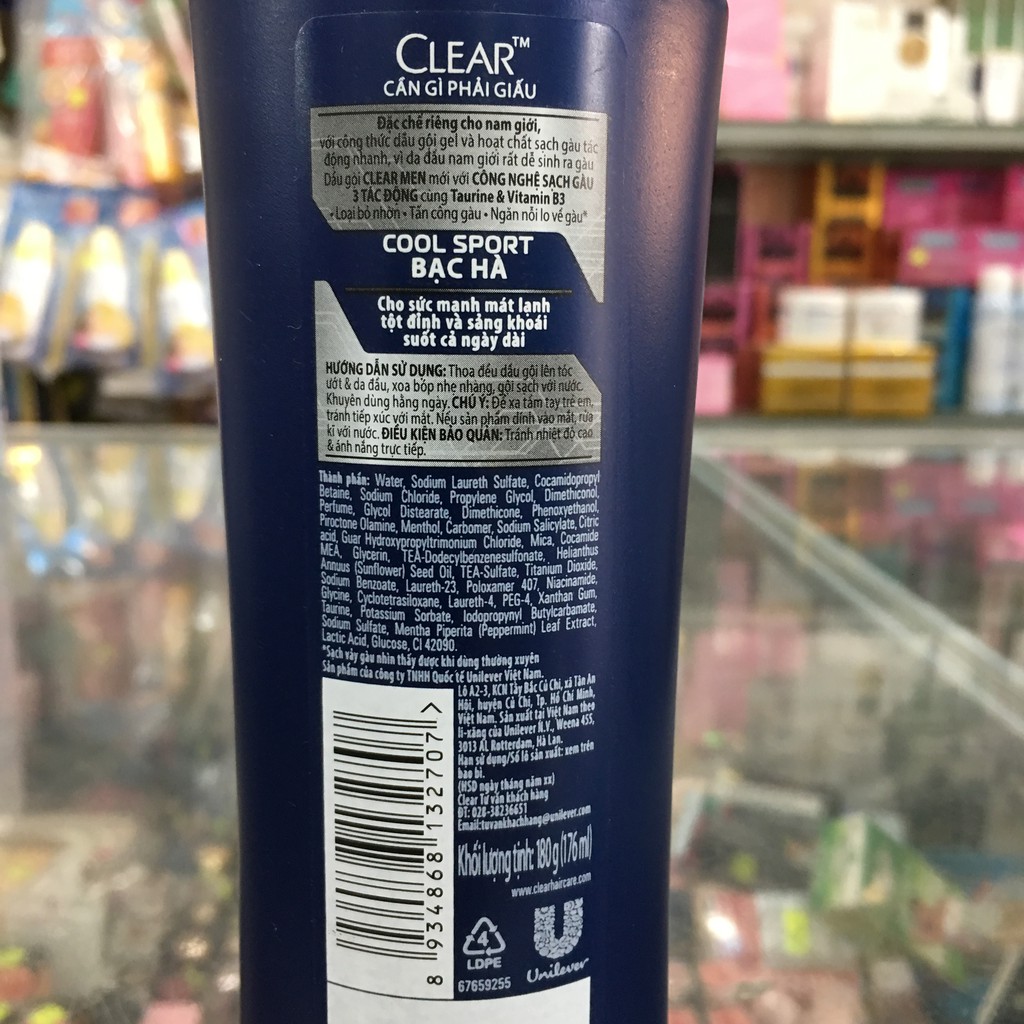 CLEAR™
CẦN GÌ PHẢI GIẤU
Đặc chế riêng cho nam giới,
với công thức dầu gội gel và hoạt chất sạch gàu tác
động nhanh, vì da đầu nam giới rất dễ sinh ra gàu
Dầu gội CLEAR MEN mới với CÔNG NGHỆ SẠCH GÀU
3 TÁC ĐỘNG cùng Taurine & Vitamin B3
• Loại bỏ nhờn • Tấn công gàu • Ngăn nỗi lo về gàu*
COOL SPORT
BẠC HÀ
Cho sức mạnh mát lạnh
tột đỉnh và sảng khoái
suốt cả ngày dài
HƯỚNG DẪN SỬ DỤNG: Thoa đều dầu gội lên tóc
ướt & da đầu, xoa bóp nhẹ nhàng, gội sạch với nước.
Khuyên dùng hằng ngày. CHÚ Ý: Để xa tầm tay trẻ em,
tránh tiếp xúc với mắt. Nếu sản phẩm dính vào mắt, rửa
kĩ với nước. ĐIỀU KIỆN BẢO QUẢN: Tránh nhiệt độ cao
& ánh nắng trực tiếp.
Thành phần: Water, Sodium Laureth Sulfate, Cocamidopropyl
Betaine, Sodium Chloride, Propylene Glycol, Dimethiconol,
Perfume, Glycol Distearate, Dimethicone, Phenoxyethanol,
Piroctone Olamine, Menthol, Carbomer, Sodium Salicylate, Citric
acid, Guar Hydroxypropyltrimonium Chloride, Mica, Cocamide
MEA, Glycerin, TEA-Dodecylbenzenesulfonate, Helianthus
Annuus (Sunflower) Seed Oil, TEA-Sulfate, Titanium Dioxide,
Sodium Benzoate, Laureth-23, Poloxamer 407, Niacinamide,
Glycine, Cyclotetrasiloxane, Laureth-4, PEG-4, Xanthan Gum,
Taurine, Potassium Sorbate, Iodopropynyl Butylcarbamate,
Sodium Sulfate, Mentha Piperita (Peppermint) Leaf Extract,
Lactic Acid, Glucose, CI 42090.
*Sạch vảy gàu nhìn thấy được khi dùng thường xuyên
Sản phẩm của công ty TNHH Quốc tế Unilever Việt Nam.
Lô A2-3, KCN Tây Bắc Củ Chi, xã Tân An
Hội, huyện Củ Chi, Tp. Hồ Chí Minh,
Việt Nam. Sản xuất tại Việt Nam theo
li-xăng của Unilever N.V., Weena 455,
3013 AL Rotterdam, Hà Lan.
Hạn sử dụng/Số lô sản xuất: xem trên
bao bì.
(HSD ngày tháng năm xx)
Clear Tư vấn khách hàng
ĐT: 028-38236651
Email:tuvankhachhang@unilever.com
Khối lượng tịnh: 180 g (176 ml)
www.clearhaircare.com
8 934868 132707 >
4
LDPE
67659255
Unilever